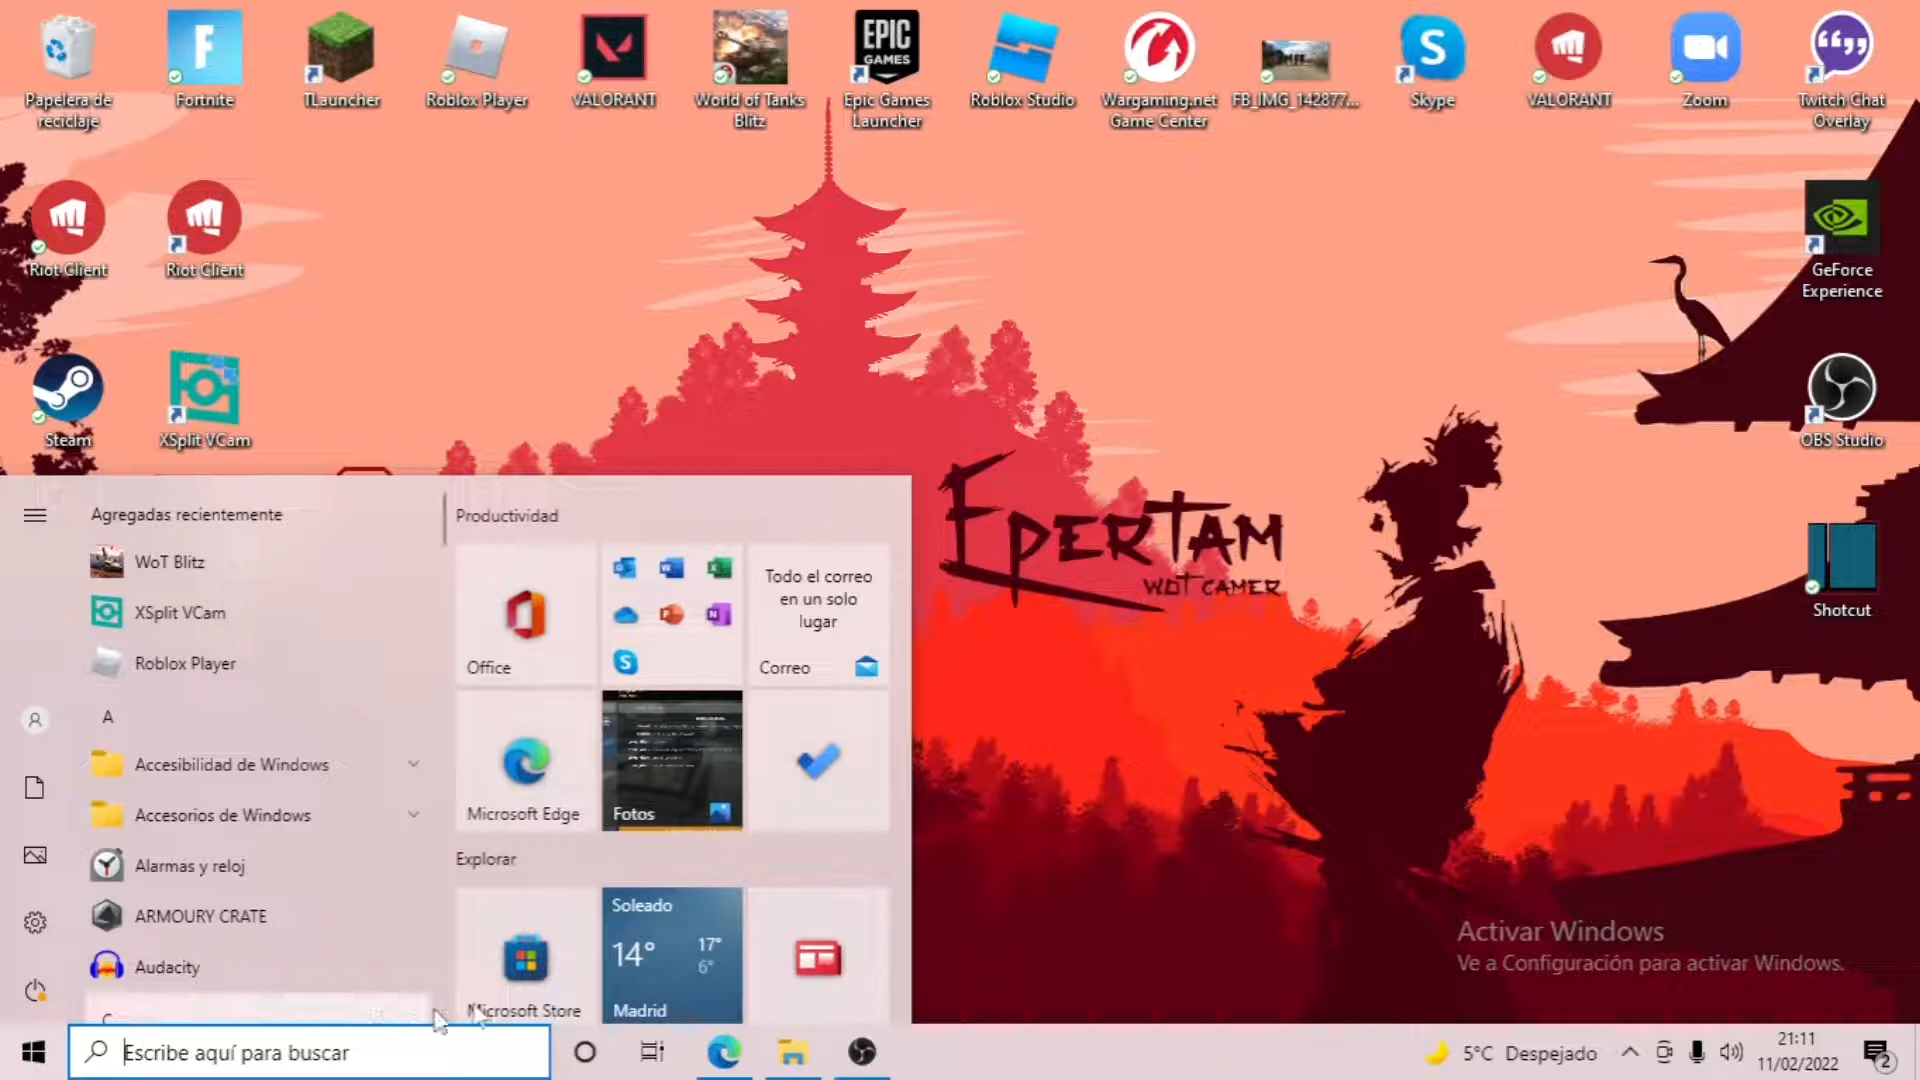 Papelera de
reciclaje
Fortnite
TLauncher
Roblox Player
VALORANT
World of Tanks
Blitz
EPIC
GAMES
Epic Games
Launcher
Roblox Studio
Wargaming.net
Game Center
FB_IMG_142877...
Skype
VALORANT
Zoom
Twitch Chat
Overlay
Riot Client
Riot Client
GeForce
Experience
Steam
XSplit VCam
OBS Studio
Shotcut
EPERTAM
WOT GAMER
Agregadas recientemente
WoT Blitz
XSplit VCam
Roblox Player
A
Accesibilidad de Windows
Accesorios de Windows
Alarmas y reloj
ARMOURY CRATE
Audacity
C
Productividad
Office
Todo el correo
en un solo
lugar
Correo
Microsoft Edge
Fotos
Explorar
Microsoft Store
Soleado
14°
17°
6°
Madrid
Activar Windows
Ve a Configuración para activar Windows.
Escribe aquí para buscar
5°C Despejado
21:11
11/02/2022
2